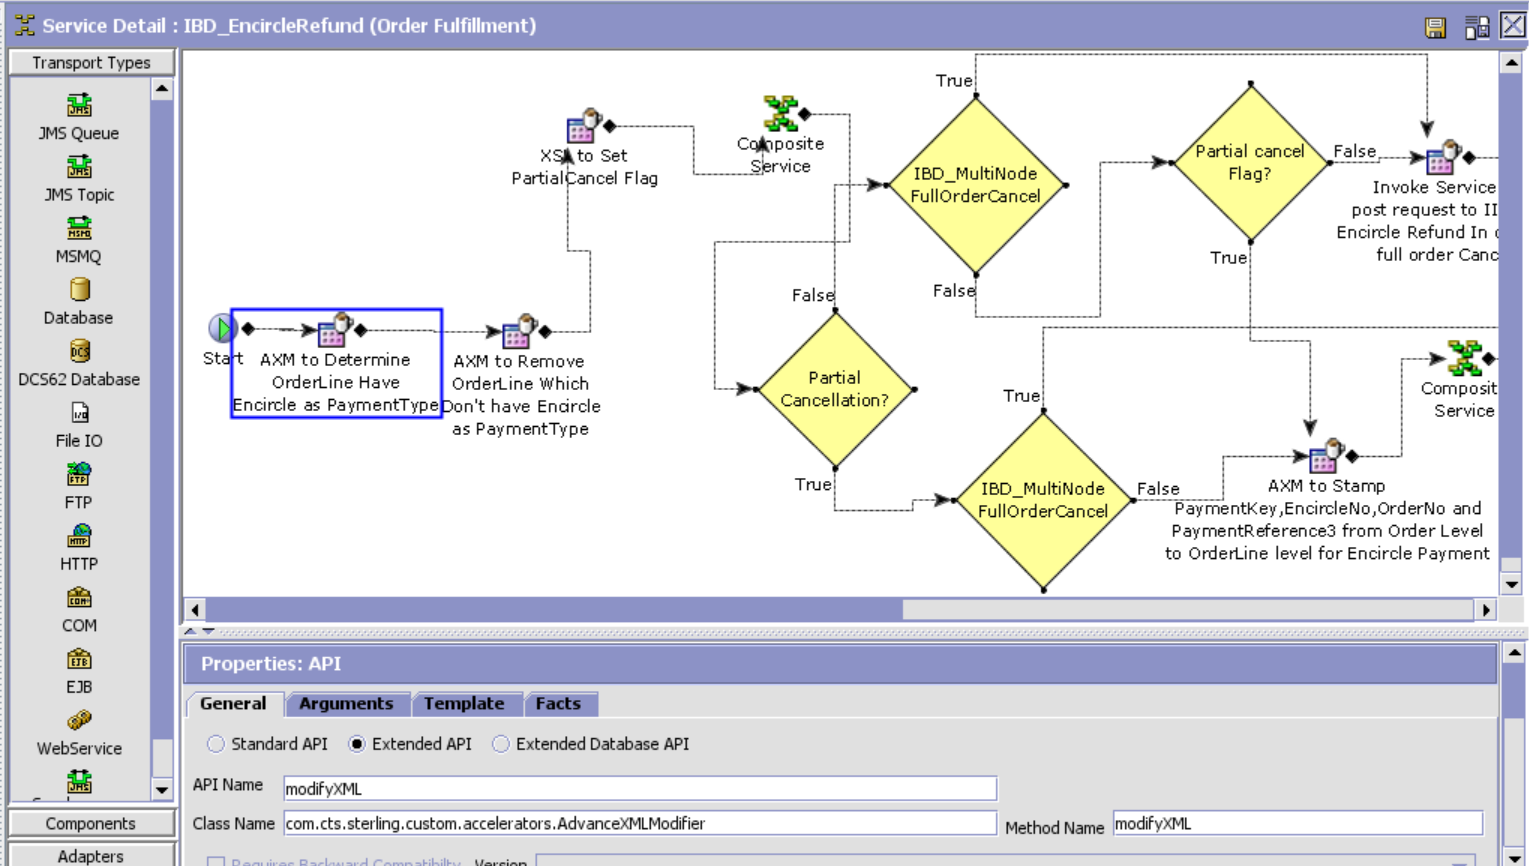 Service Detail : IBD_EncircleRefund (Order Fulfillment)
Transport Types
JMS Queue
JMS Topic
MSMQ
Database
DCS62 Database
File IO
FTP
HTTP
COM
EJB
WebService
Components
Adapters
Start
AXM to Determine
OrderLine Have
Encircle as PaymentType
AXM to Remove
OrderLine Which
Don't have Encircle
as PaymentType
XSL to Set
PartialCancel Flag
Composite
Service
True
IBD_MultiNode
FullOrderCancel
False
Partial cancel
Flag?
False
True
Invoke Service
post request to II
Encircle Refund In
full order Canc
False
Partial
Cancellation?
True
True
IBD_MultiNode
FullOrderCancel
False
Composit
Service
AXM to Stamp
PaymentKey,EncircleNo,OrderNo and
PaymentReference3 from Order Level
to OrderLine level for Encircle Payment
Properties: API
General Arguments Template Facts
Standard API Extended API Extended Database API
API Name modifyXML
Class Name com.cts.sterling.custom.accelerators.AdvanceXMLModifier Method Name modifyXML
Requires Backward Compatibilty Version